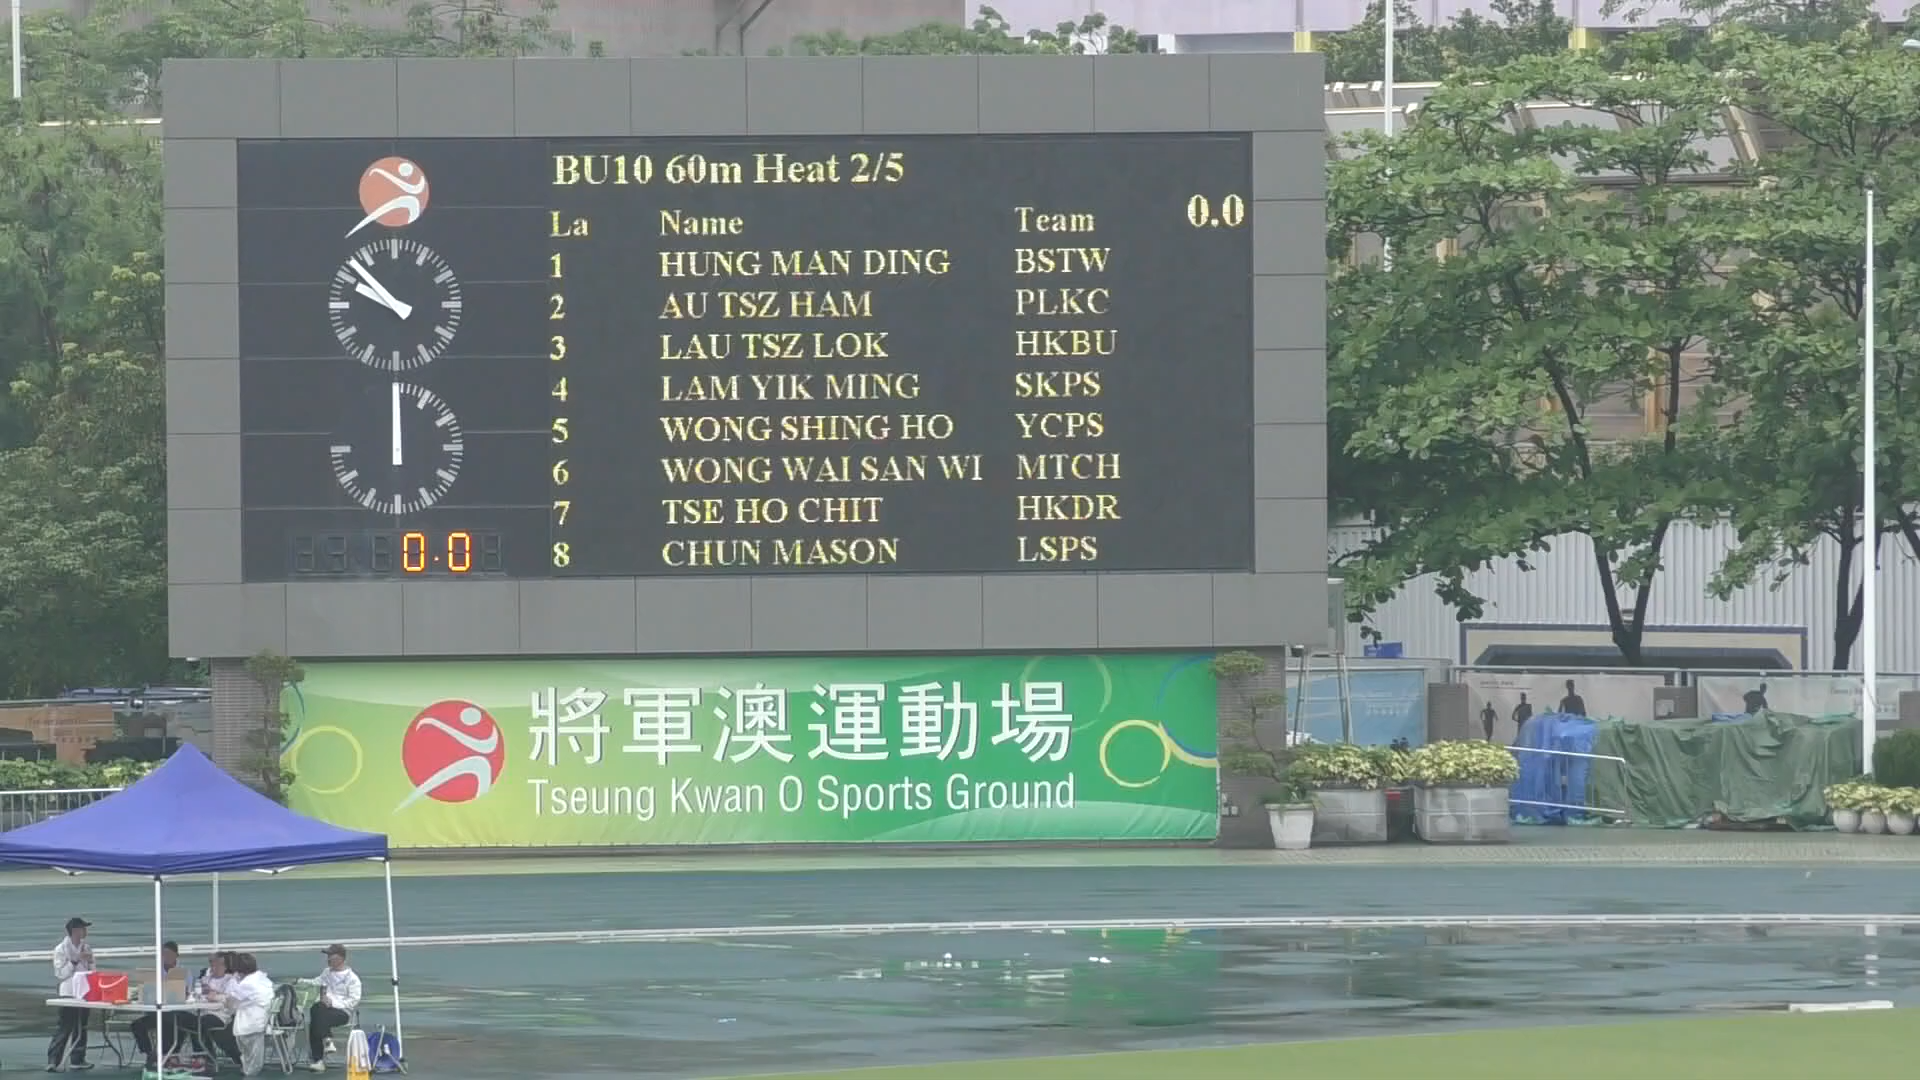 BU10 60m Heat 2/5
0.0
La Name Team
1 HUNG MAN DING BSTW
2 AU TSZ HAM PLKC
3 LAU TSZ LOK HKBU
4 LAM YIK MING SKPS
5 WONG SHING HO YCPS
6 WONG WAI SAN WI MTCH
7 TSE HO CHIT HKDR
8 CHUN MASON LSPS
0.0
將軍澳運動場
Tseung Kwan O Sports Ground